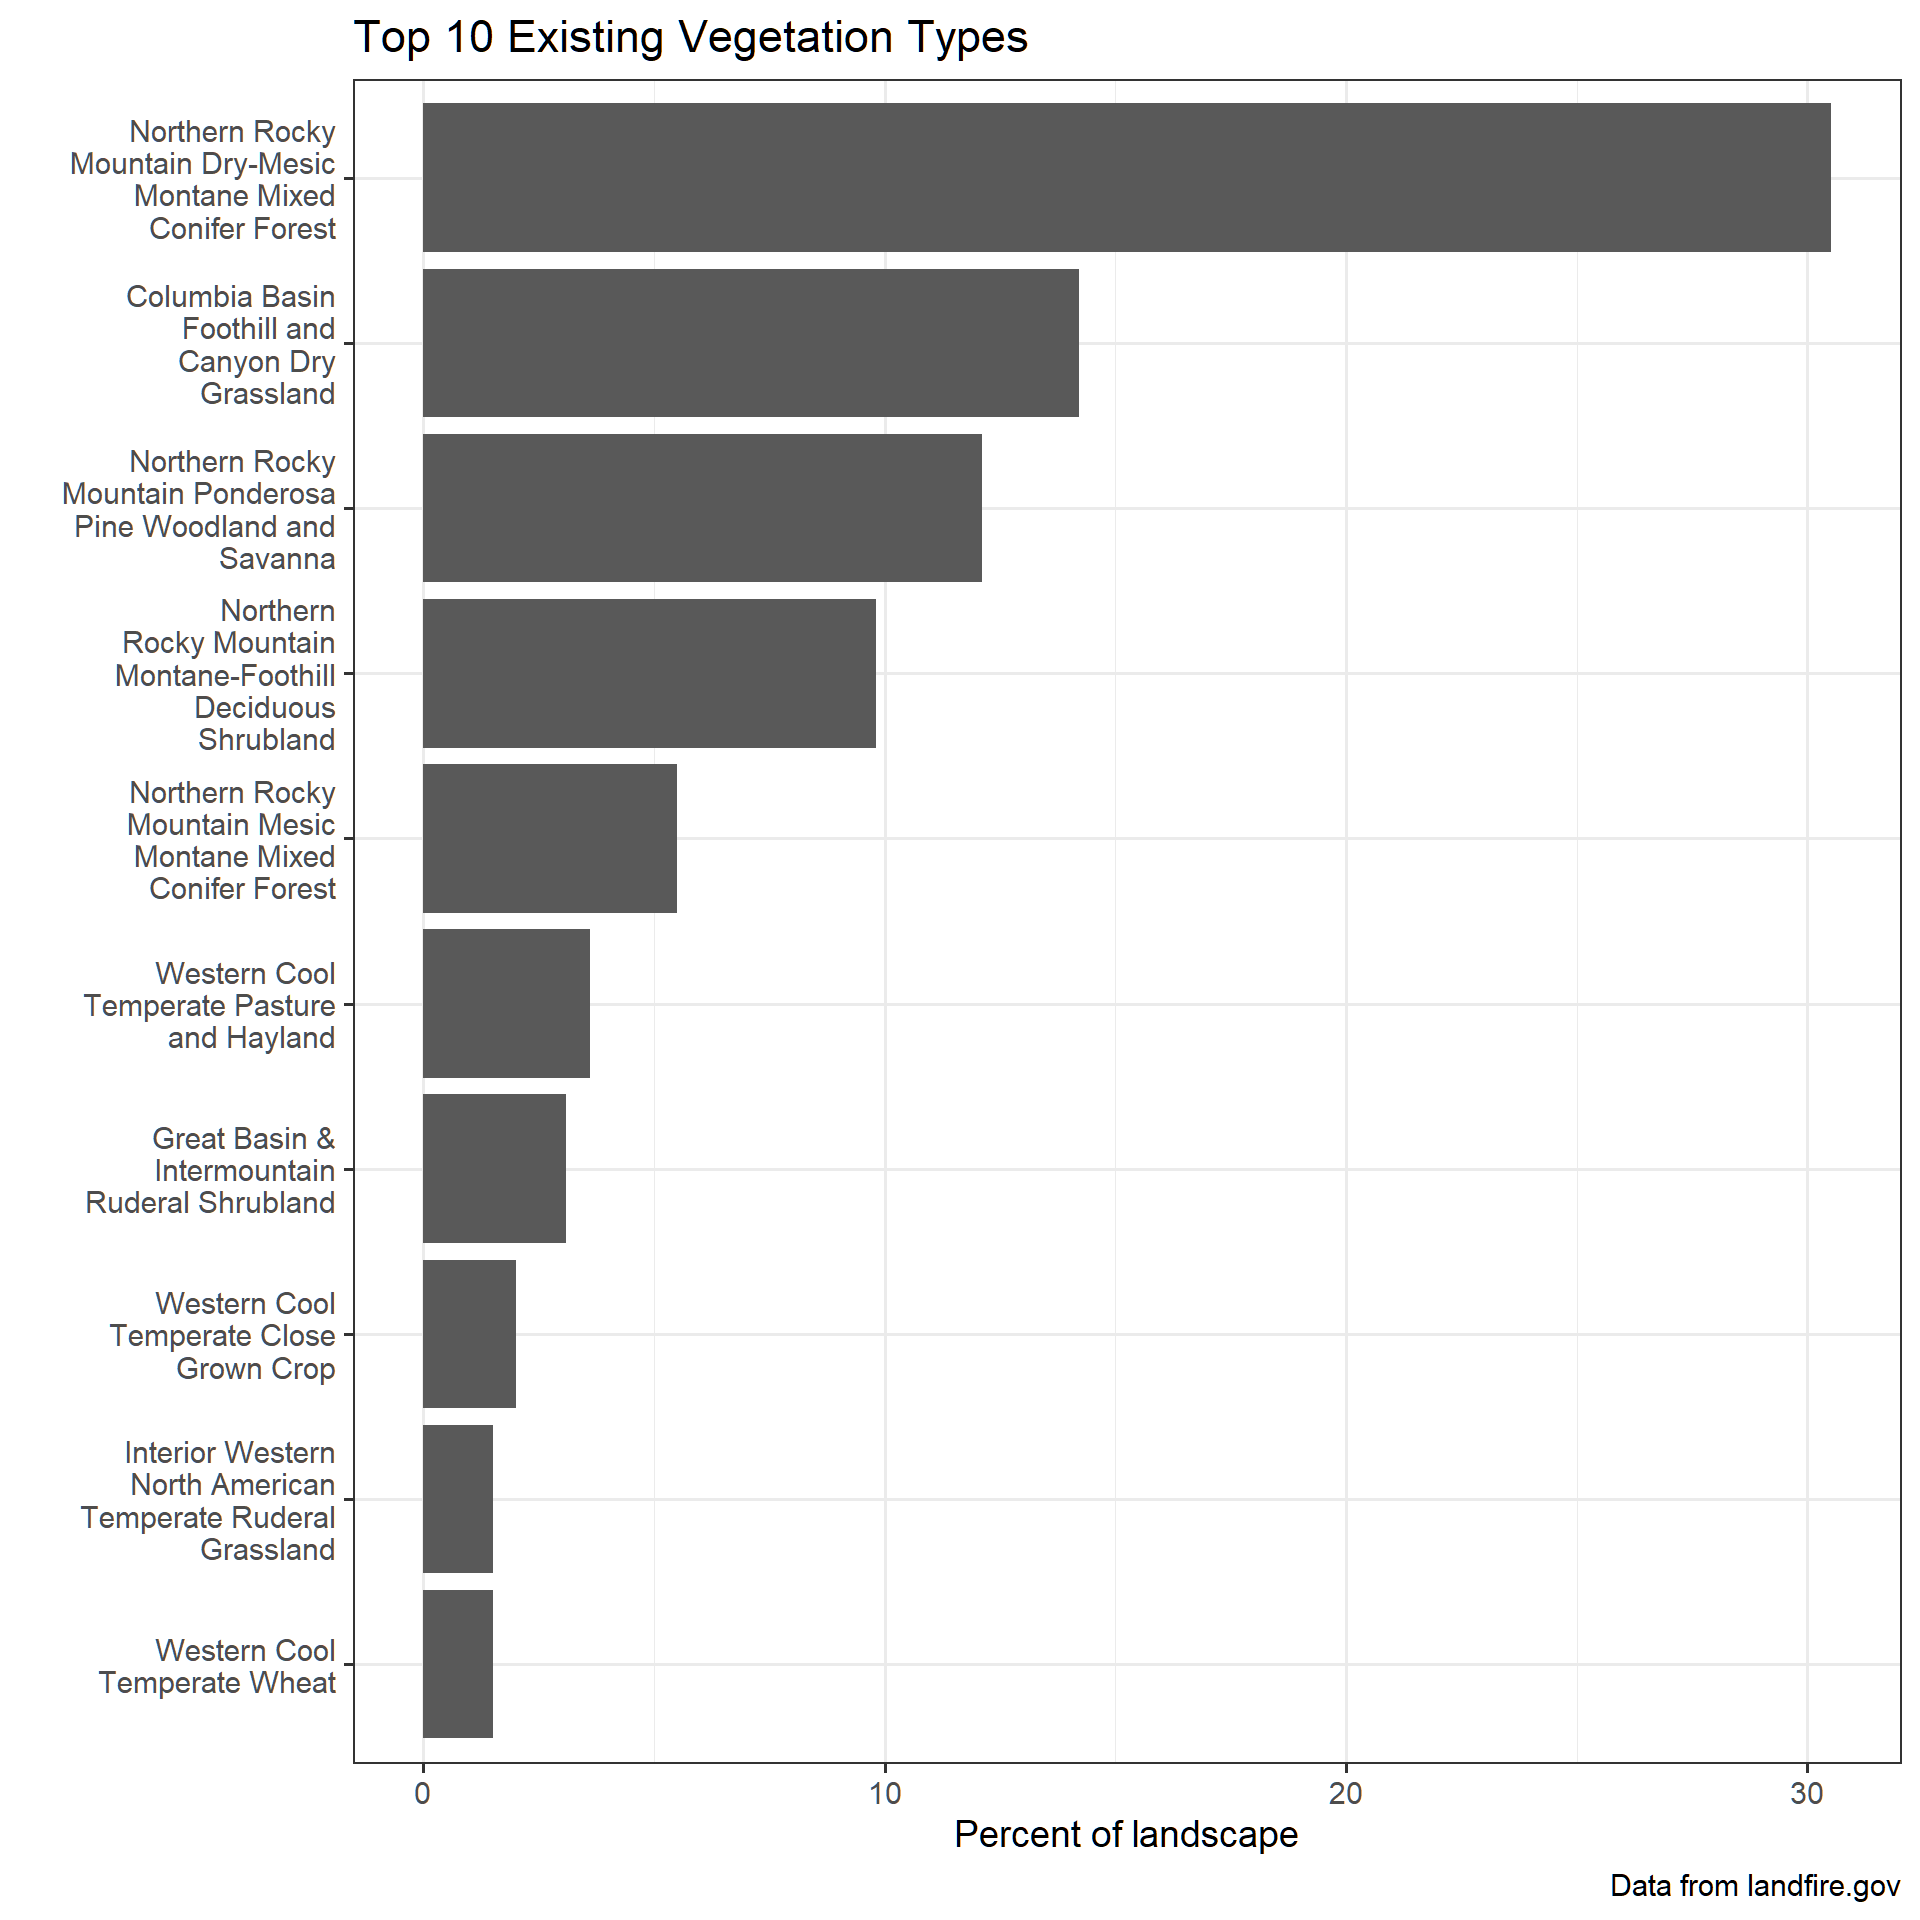 Top 10 Existing Vegetation Types
Northern Rocky
Mountain Dry-Mesic
Montane Mixed
Conifer Forest
Columbia Basin
Foothill and
Canyon Dry
Grassland
Northern Rocky
Mountain Ponderosa
Pine Woodland and
Savanna
Northern
Rocky Mountain
Montane-Foothill
Deciduous
Shrubland
Northern Rocky
Mountain Mesic
Montane Mixed
Conifer Forest
Western Cool
Temperate Pasture
and Hayland
Great Basin &
Intermountain
Ruderal Shrubland
Western Cool
Temperate Close
Grown Crop
Interior Western
North American
Temperate Ruderal
Grassland
Western Cool
Temperate Wheat
0 10 20 30
Percent of landscape
Data from landfire.gov